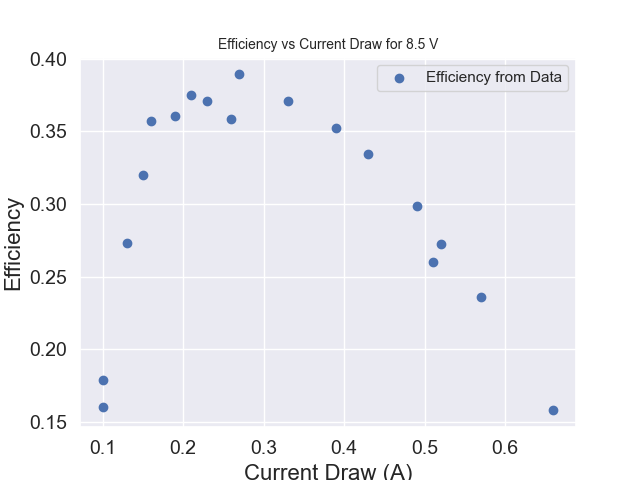 Efficiency vs Current Draw for 8.5 V
Efficiency from Data
0.40
0.35
0.30
0.25
0.20
0.15
Efficiency
0.1 0.2 0.3 0.4 0.5 0.6
Current Draw (A)